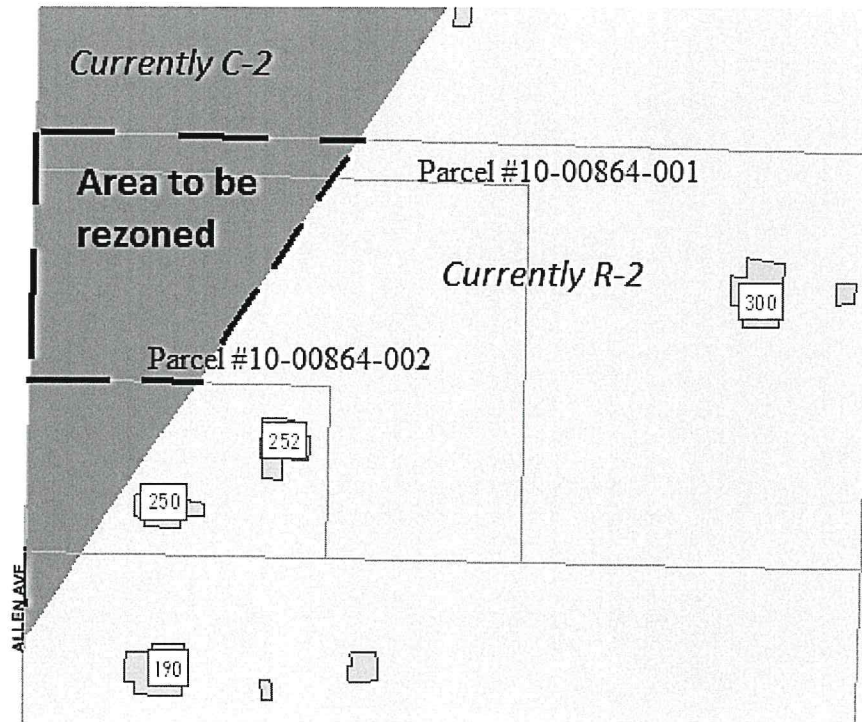 Currently C-2
Area to be
rezoned
Parcel #10-00864-001
Currently R-2
300
Parcel #10-00864-002
252
250
ALLEN AVE
190